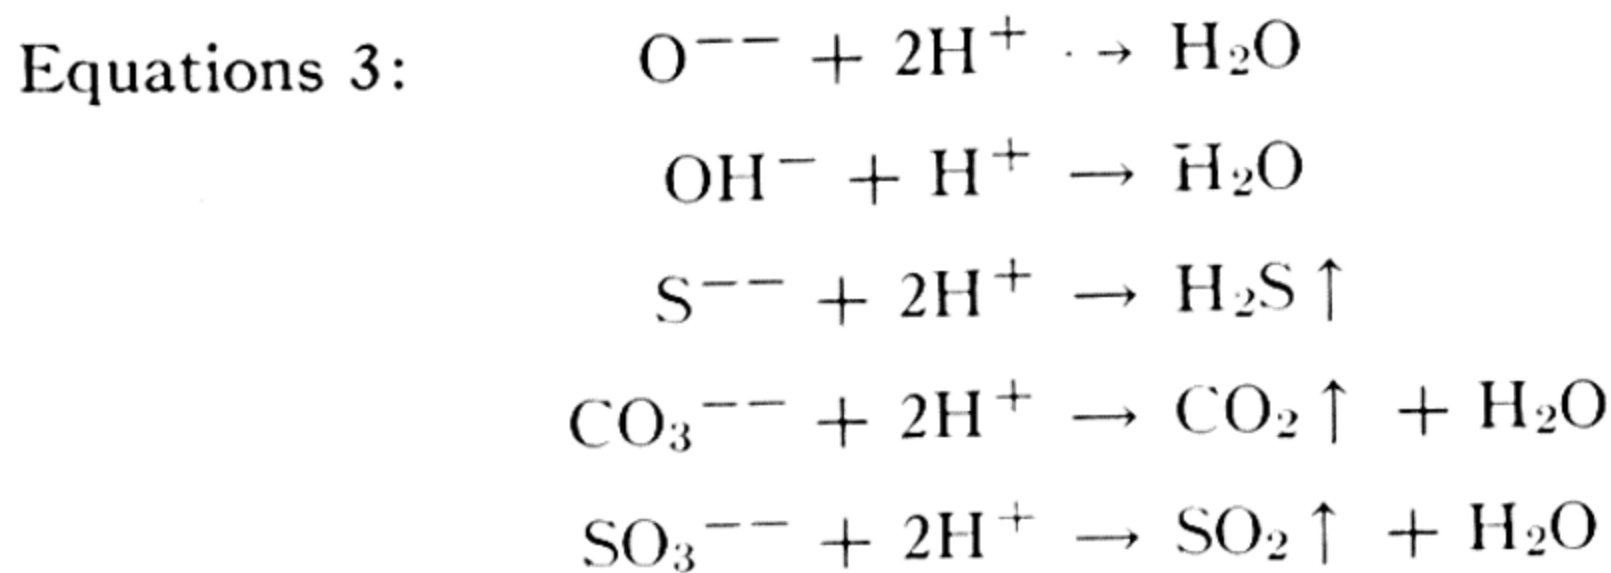 Equations 3: O⁻⁻ + 2H⁺ → H₂O
OH⁻ + H⁺ → H₂O
S⁻⁻ + 2H⁺ → H₂S ↑
CO₃⁻⁻ + 2H⁺ → CO₂ ↑ + H₂O
SO₃⁻⁻ + 2H⁺ → SO₂ ↑ + H₂O